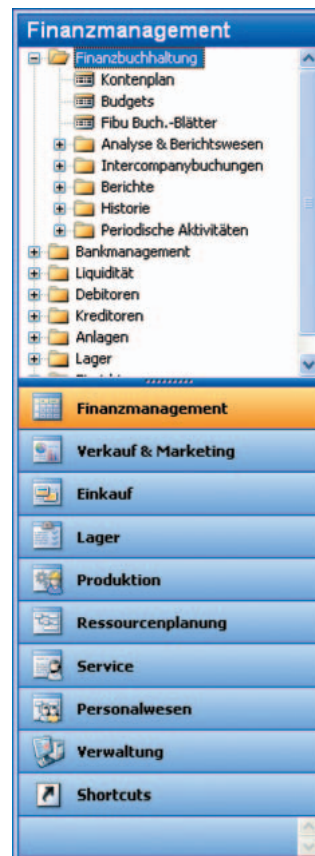 Finanzmanagement
Finanzbuchhaltung
Kontenplan
Budgets
Fibu Buch.-Blätter
Analyse & Berichtswesen
Intercompanybuchungen
Berichte
Historie
Periodische Aktivitäten
Bankmanagement
Liquidität
Debitoren
Kreditoren
Anlagen
Lager
Finanzmanagement
Verkauf & Marketing
Einkauf
Lager
Produktion
Ressourcenplanung
Service
Personalwesen
Verwaltung
Shortcuts